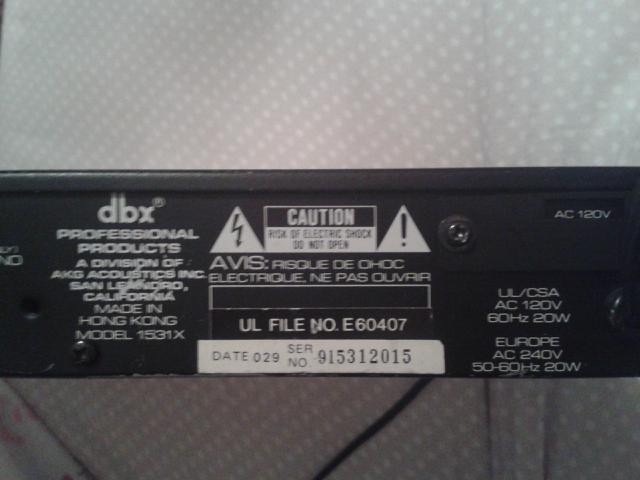 dbx®
PROFESSIONAL
PRODUCTS
A DIVISION OF
AKG ACOUSTICS INC.
SAN LEANDRO,
CALIFORNIA
MADE IN
HONG KONG
MODEL 1531X
ND
CAUTION
RISK OF ELECTRIC SHOCK
DO NOT OPEN
AVIS: RISQUE DE CHOC
ELECTRIQUE, NE PAS OUVRIR
UL FILE NO. E60407
DATE 029 SER NO. 915312015
AC 120V
UL/CSA
AC 120V
60Hz 20W
EUROPE
AC 240V
50-60Hz 20W